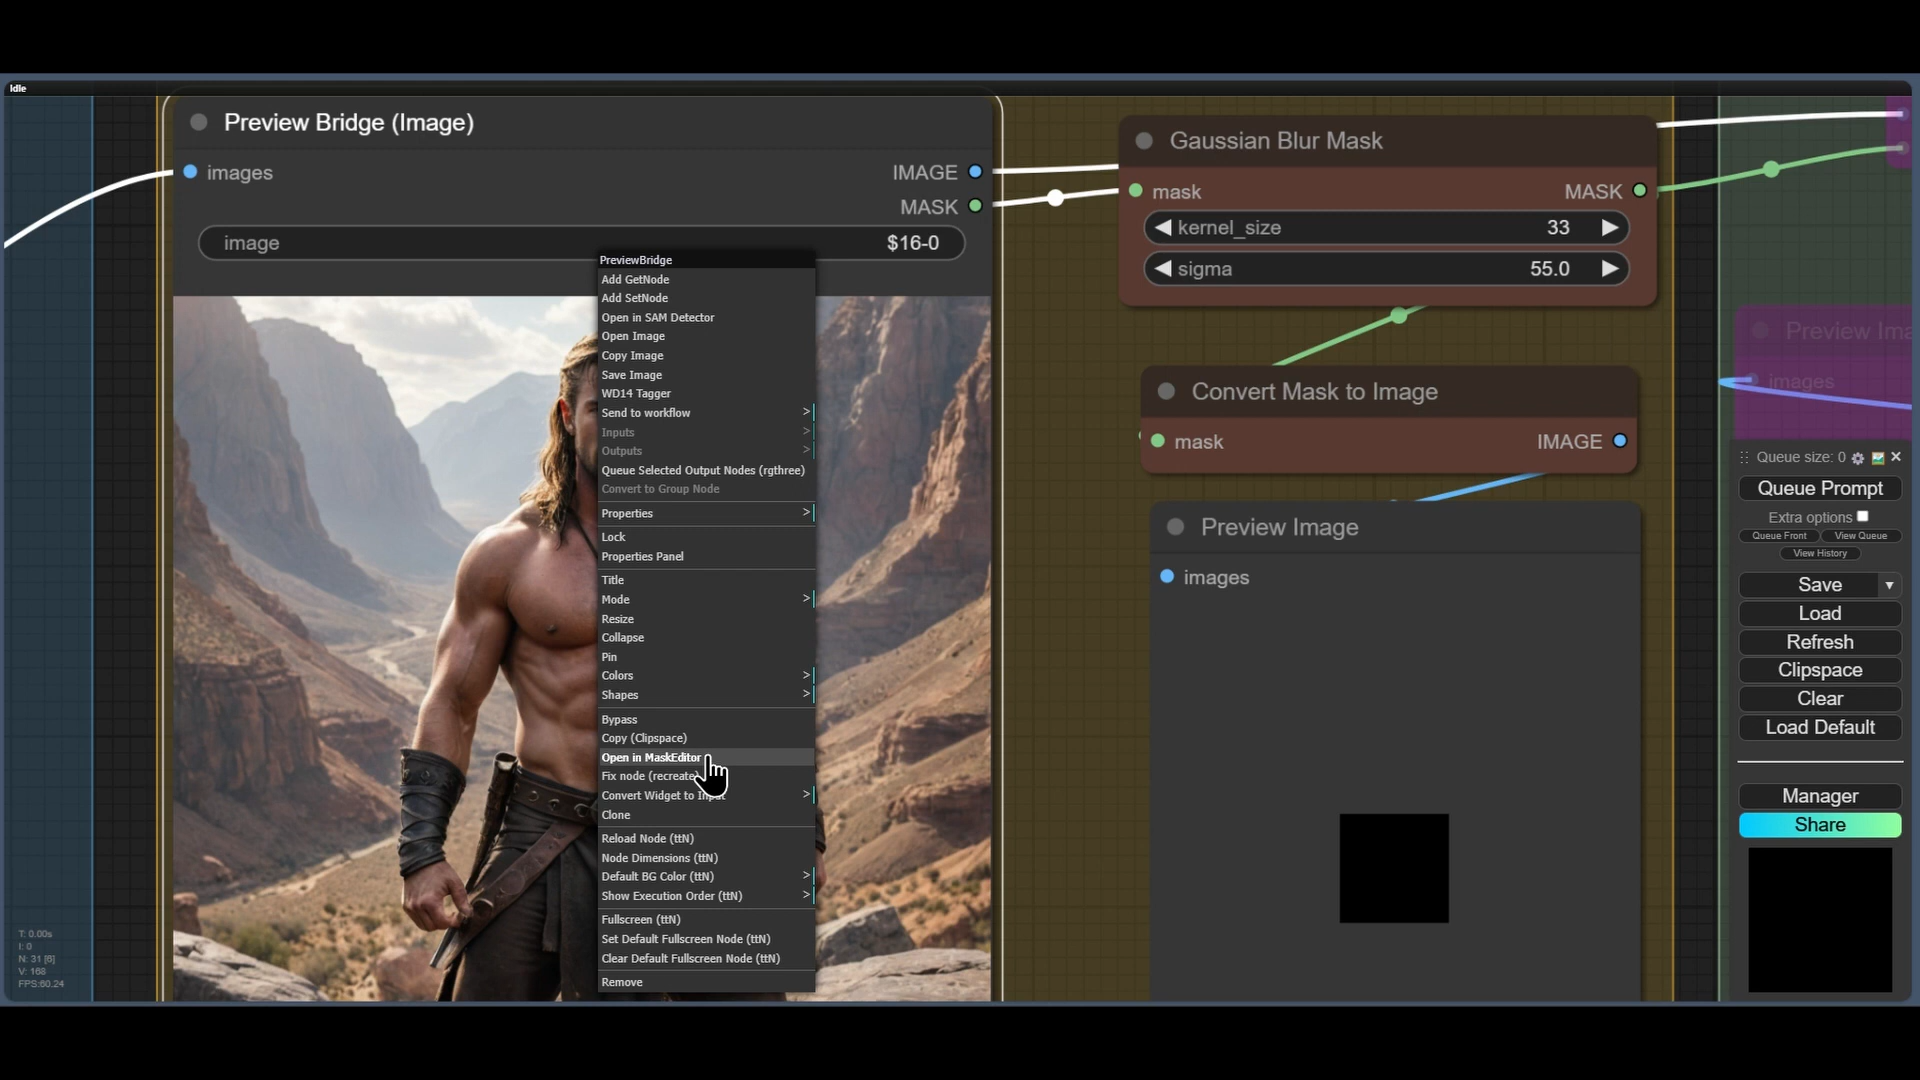 Idle
Preview Bridge (Image)
images
IMAGE
MASK
image
$16-0
PreviewBridge
Add GetNode
Add SetNode
Open in SAM Detector
Open Image
Copy Image
Save Image
WD14 Tagger
Send to workflow >
Inputs >
Outputs >
Queue Selected Output Nodes (rgthree)
Convert to Group Node
Properties >
Lock
Properties Panel
Title
Mode >
Resize
Collapse
Pin
Colors >
Shapes >
Bypass
Copy (Clipspace)
Open in MaskEditor
Fix node (recreate)
Convert Widget to Input >
Clone
Reload Node (ttN)
Node Dimensions (ttN)
Default BG Color (ttN) >
Show Execution Order (ttN) >
Fullscreen (ttN)
Set Default Fullscreen Node (ttN)
Clear Default Fullscreen Node (ttN)
Remove
T: 0.00s
I: 0
N: 31 [6]
V: 168
FPS:60.24
Gaussian Blur Mask
mask
MASK
kernel_size
33
sigma
55.0
Convert Mask to Image
mask
IMAGE
Preview Image
images
Preview Ima
images
Queue size: 0
Queue Prompt
Extra options
Queue Front
View Queue
View History
Save
Load
Refresh
Clipspace
Clear
Load Default
Manager
Share